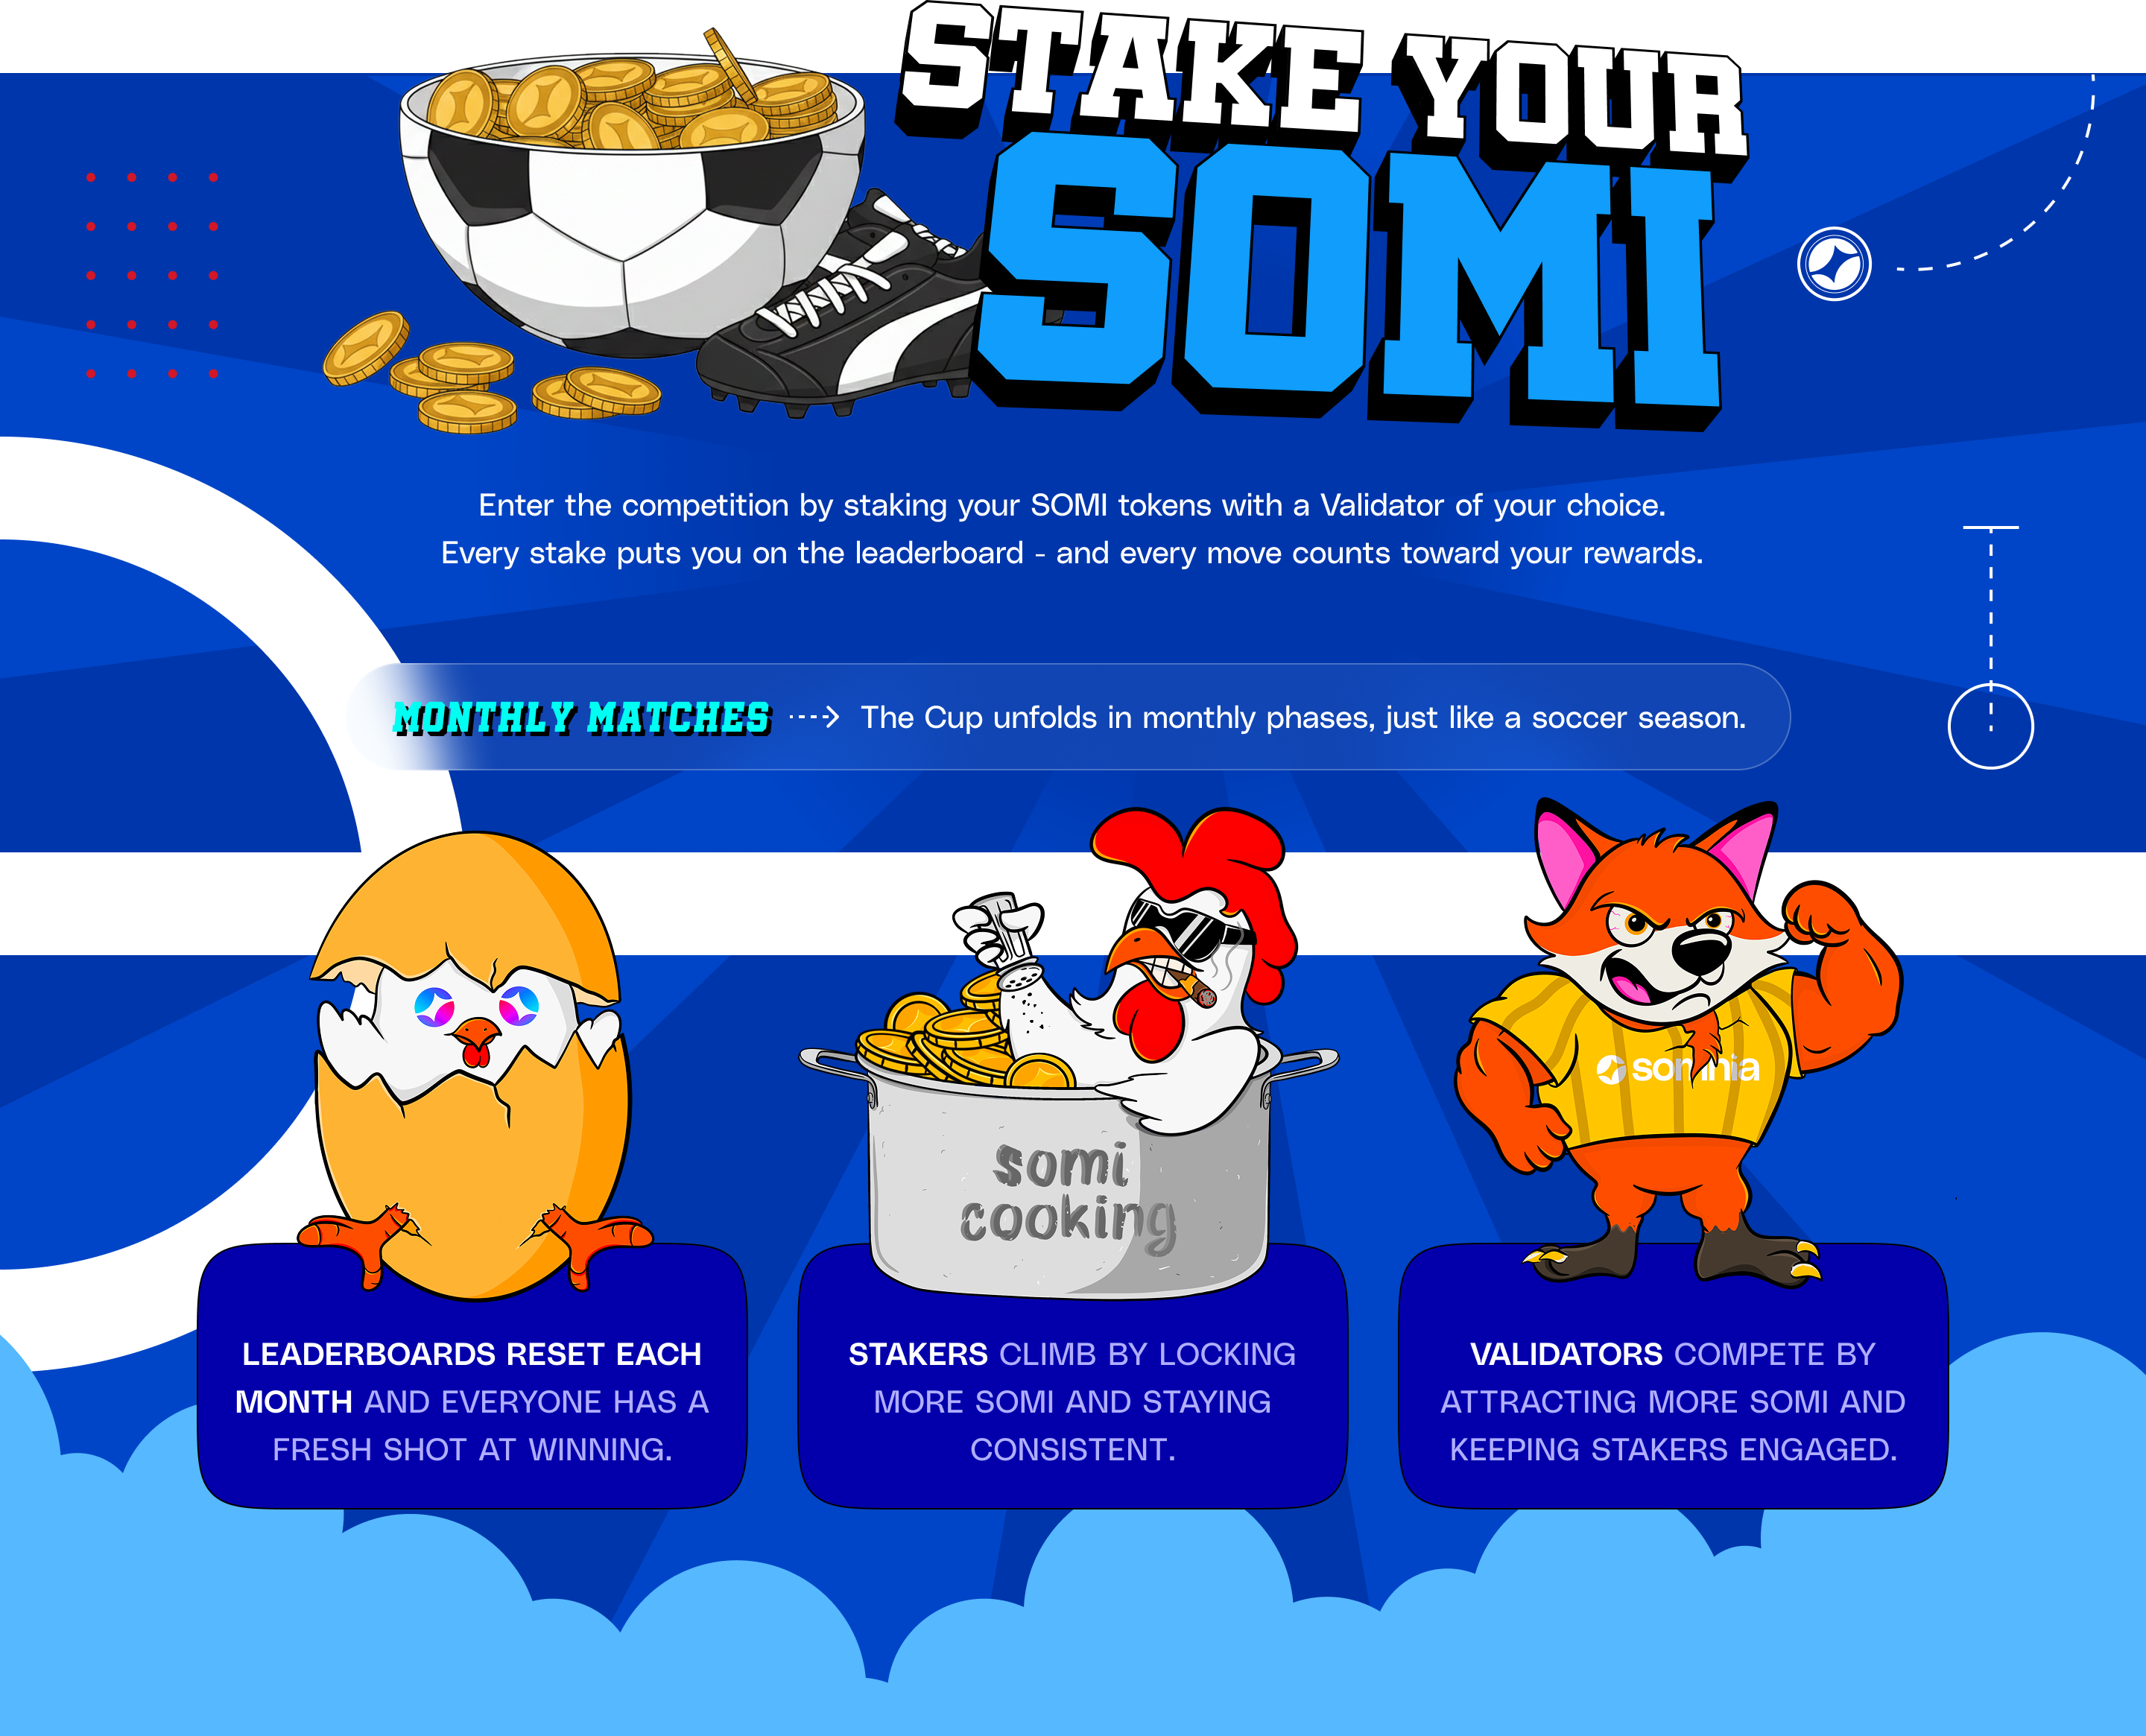 STAKE YOUR
SOMI
Enter the competition by staking your SOMI tokens with a Validator of your choice.
Every stake puts you on the leaderboard - and every move counts toward your rewards.
MONTHLY MATCHES
The Cup unfolds in monthly phases, just like a soccer season.
somnia
somi
cooking
LEADERBOARDS RESET EACH
MONTH AND EVERYONE HAS A
FRESH SHOT AT WINNING.
STAKERS CLIMB BY LOCKING
MORE SOMI AND STAYING
CONSISTENT.
VALIDATORS COMPETE BY
ATTRACTING MORE SOMI AND
KEEPING STAKERS ENGAGED.